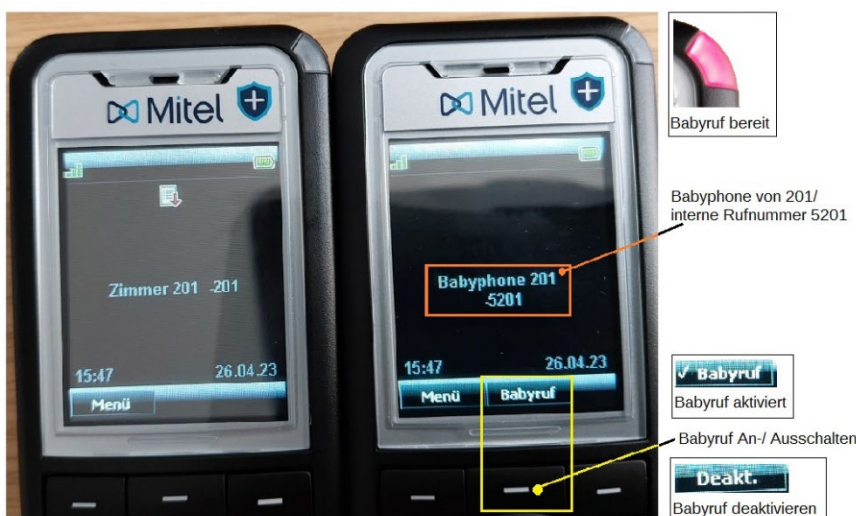 Mitel
Zimmer 201 -201
15:47 26.04.23
Menü
Mitel
Babyphone 201
-5201
15:47 26.04.23
Menü Babyruf
Babyruf bereit
Babyphone von 201/
interne Rufnummer 5201
✓ Babyruf
Babyruf aktiviert
Babyruf An-/ Ausschalten
Deakt.
Babyruf deaktivieren